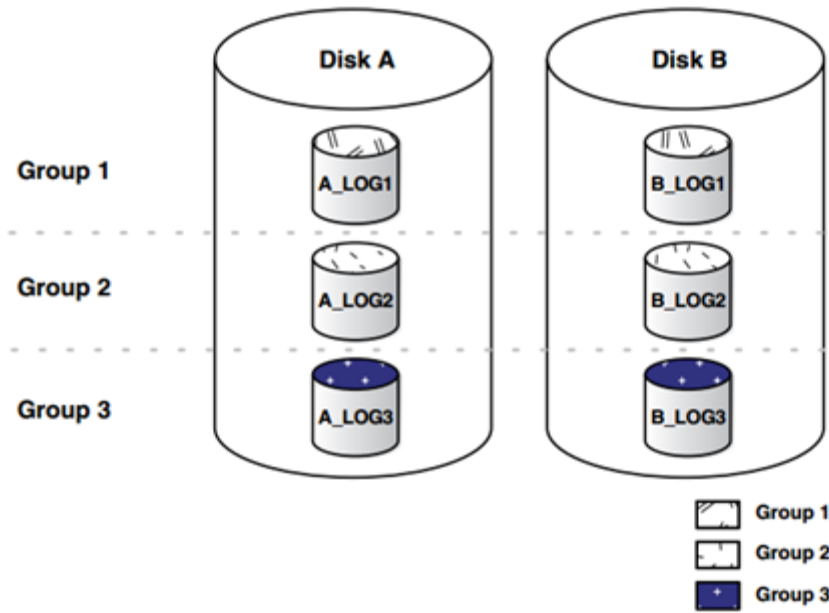 Disk A
Disk B
Group 1
A_LOG1
B_LOG1
Group 2
A_LOG2
B_LOG2
Group 3
A_LOG3
B_LOG3
Group 1
Group 2
Group 3